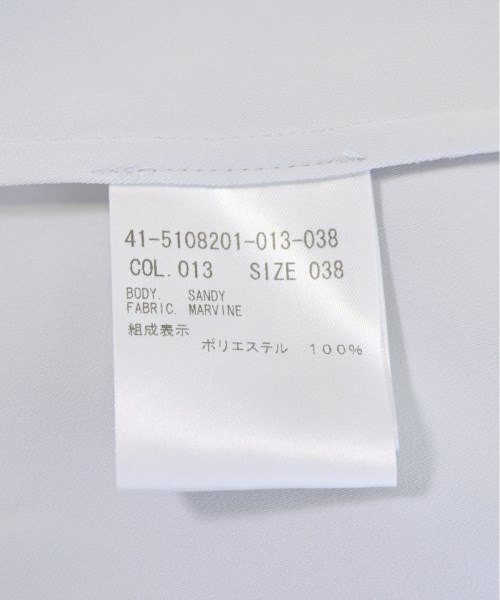 41-5108201-013-038
COL. 013 SIZE 038
BODY. SANDY
FABRIC. MARVINE
組成表示
ポリエステル 100%